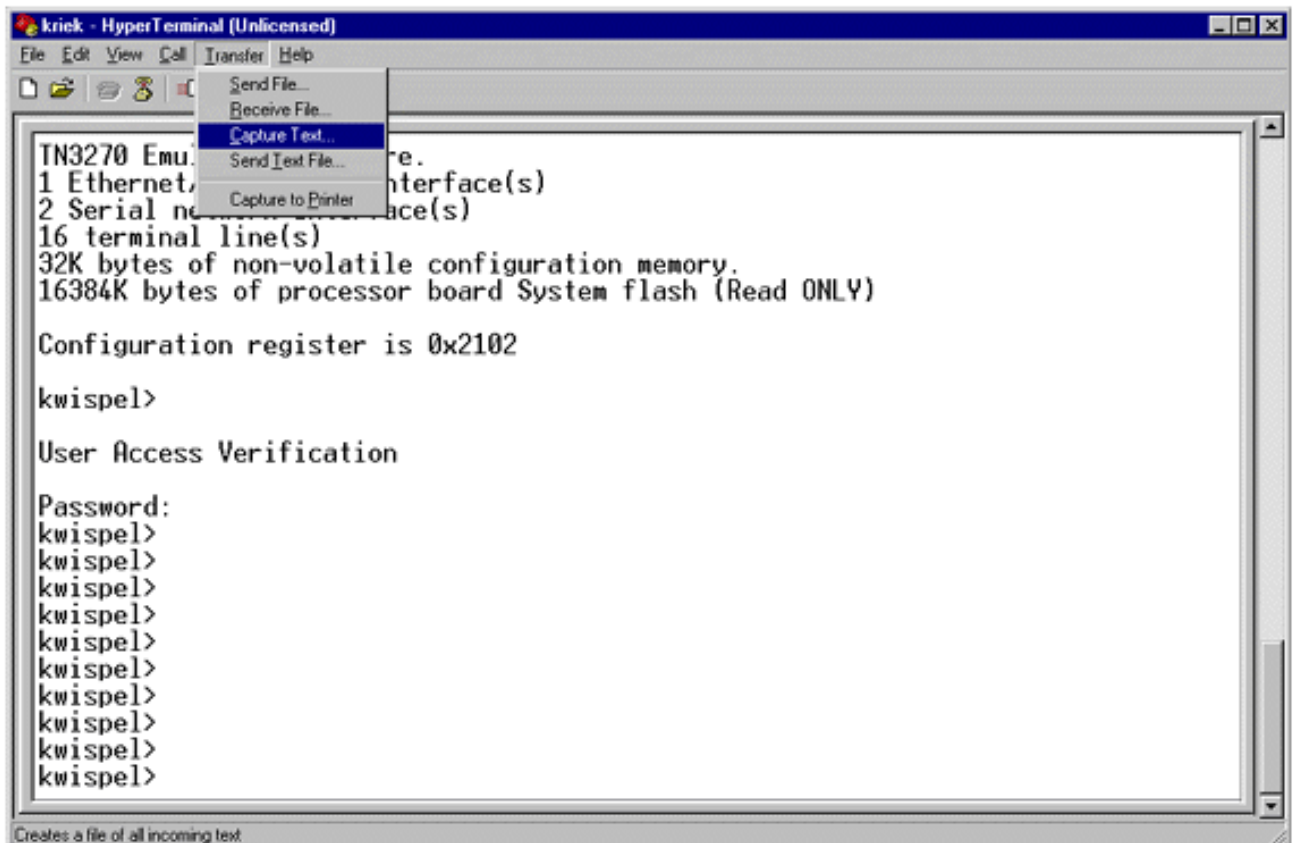 kriek - HyperTerminal (Unlicensed)
File Edit View Call Transfer Help
Send File...
Receive File...
Capture Text...
Send Text File...
Capture to Printer
TN3270 Emu re.
1 Ethernet/ nterface(s)
2 Serial ace(s)
16 terminal line(s)
32K bytes of non-volatile configuration memory.
16384K bytes of processor board System flash (Read ONLY)
Configuration register is 0x2102
kwispel>
User Access Verification
Password:
kwispel>
kwispel>
kwispel>
kwispel>
kwispel>
kwispel>
kwispel>
kwispel>
kwispel>
kwispel>
Creates a file of all incoming text